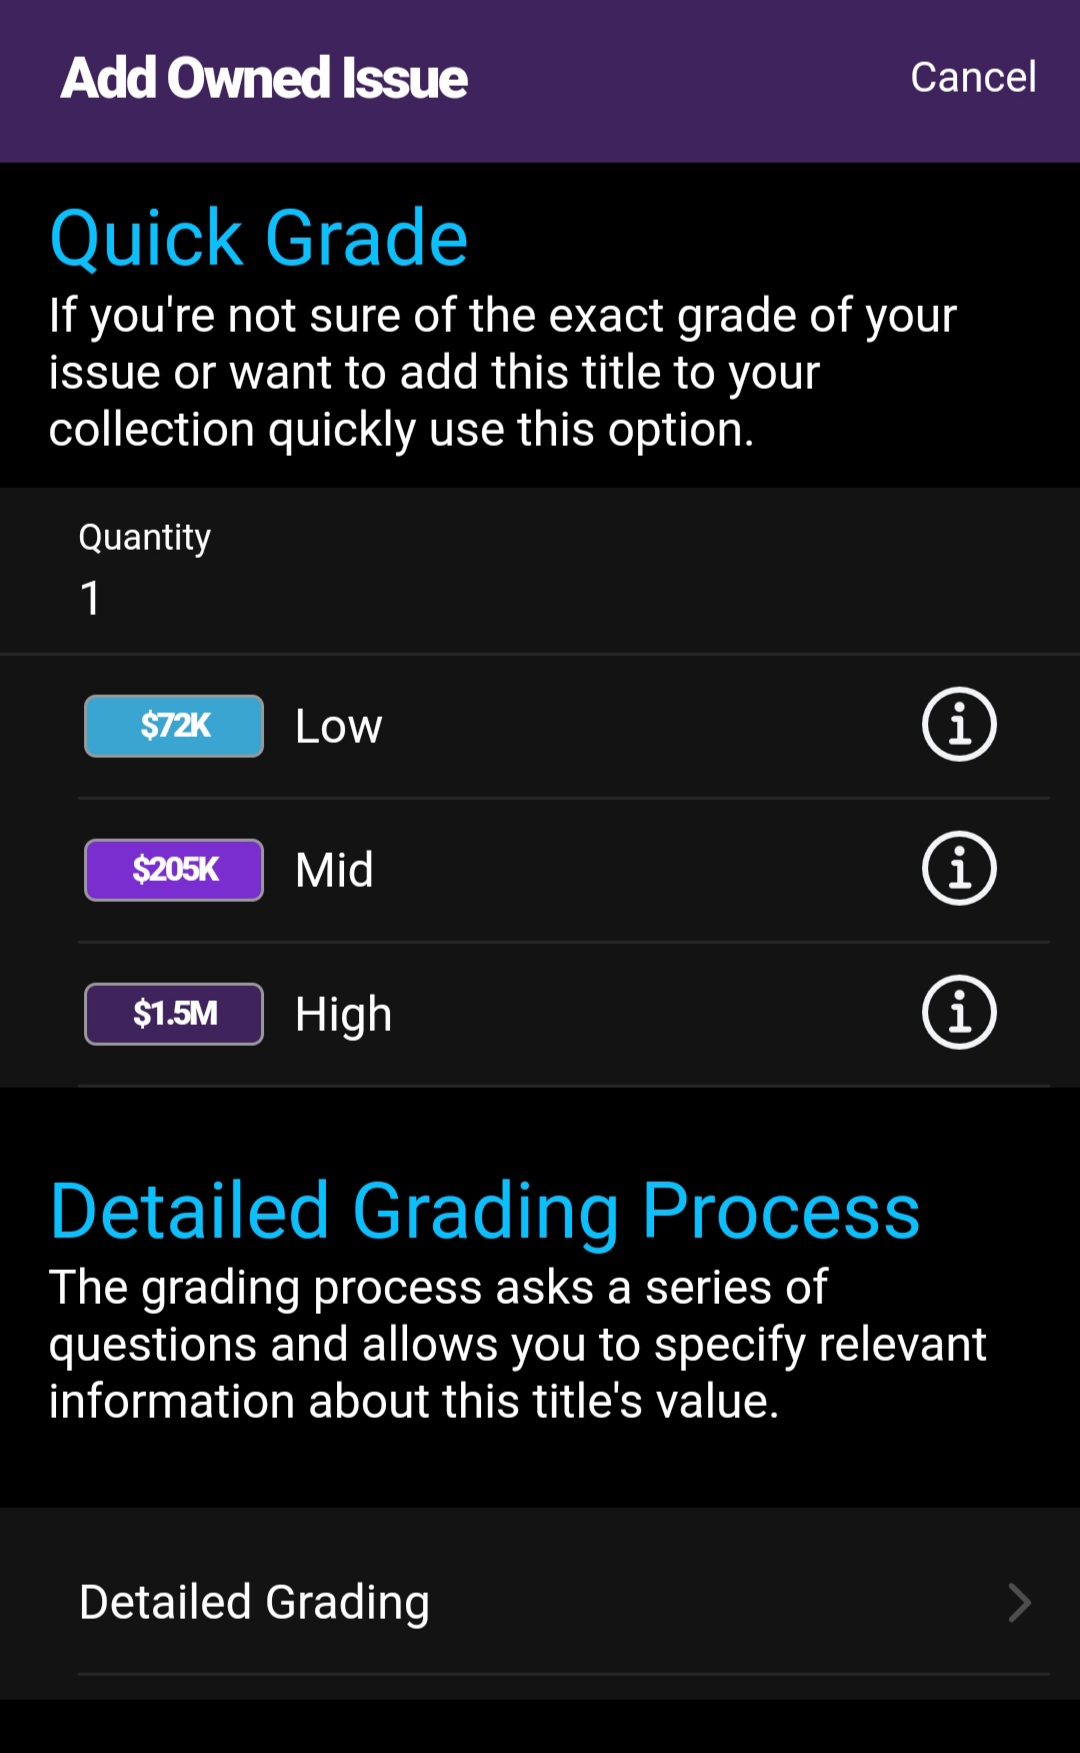 Add Owned Issue
Cancel
Quick Grade
If you're not sure of the exact grade of your
issue or want to add this title to your
collection quickly use this option.
Quantity
1
$72K Low
$205K Mid
$1.5M High
Detailed Grading Process
The grading process asks a series of
questions and allows you to specify relevant
information about this title's value.
Detailed Grading